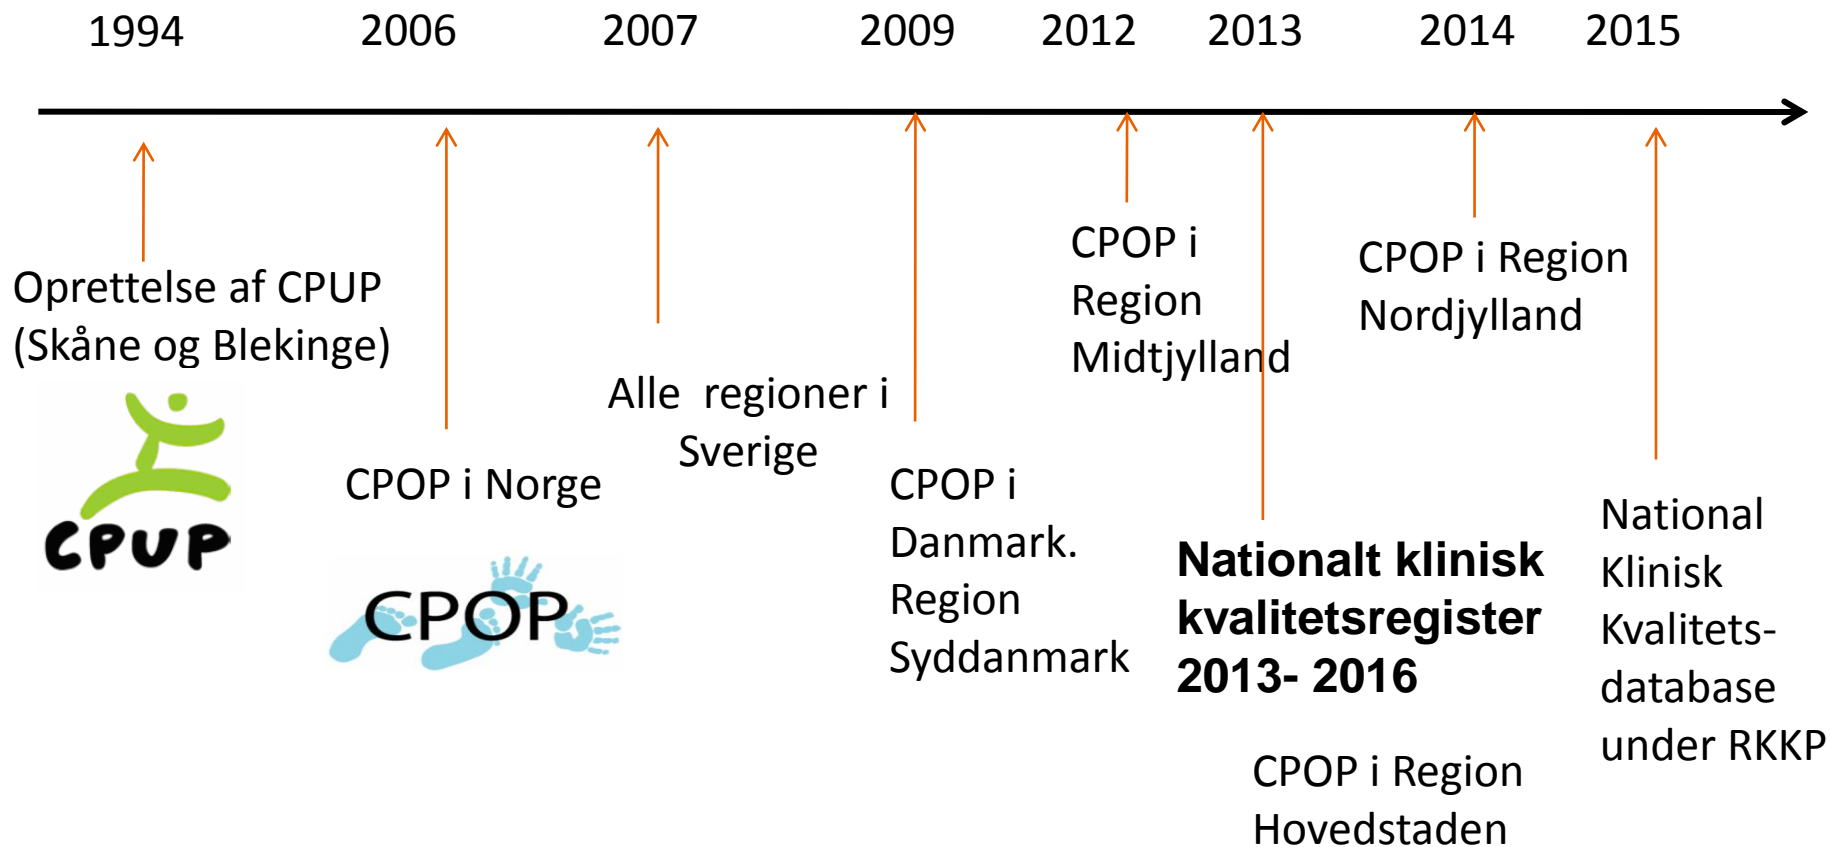 1994 2006 2007 2009 2012 2013 2014 2015
Oprettelse af CPUP
(Skåne og Blekinge)
CPUP
CPOP i Norge
CPOP
Alle regioner i
Sverige
CPOP i
Danmark.
Region
Syddanmark
CPOP i
Region
Midtjylland
Nationalt klinisk
kvalitetsregister
2013- 2016
CPOP i Region
Hovedstaden
CPOP i Region
Nordjylland
National
Klinisk
Kvalitets-
database
under RKKP